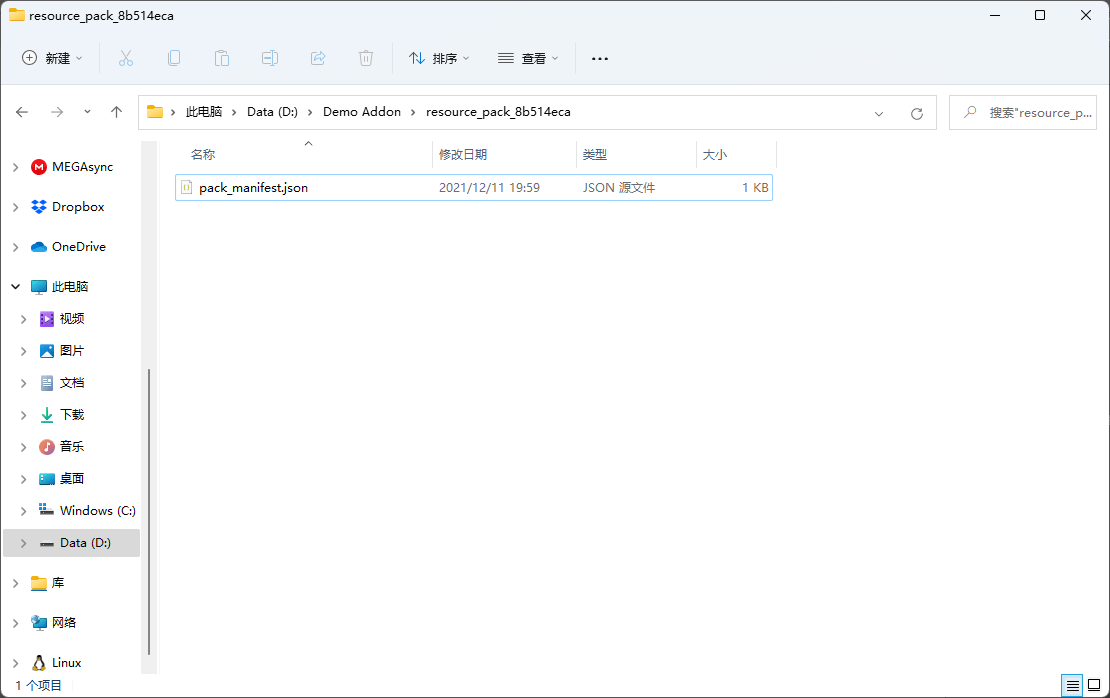 resource_pack_8b514eca
新建 排序 查看
此电脑 Data (D:) Demo Addon resource_pack_8b514eca 搜索"resource_p...
名称 修改日期 类型 大小
pack_manifest.json 2021/12/11 19:59 JSON 源文件 1 KB
MEGAsync
Dropbox
OneDrive
此电脑
视频
图片
文档
下载
音乐
桌面
Windows (C:)
Data (D:)
库
网络
Linux
1 个项目